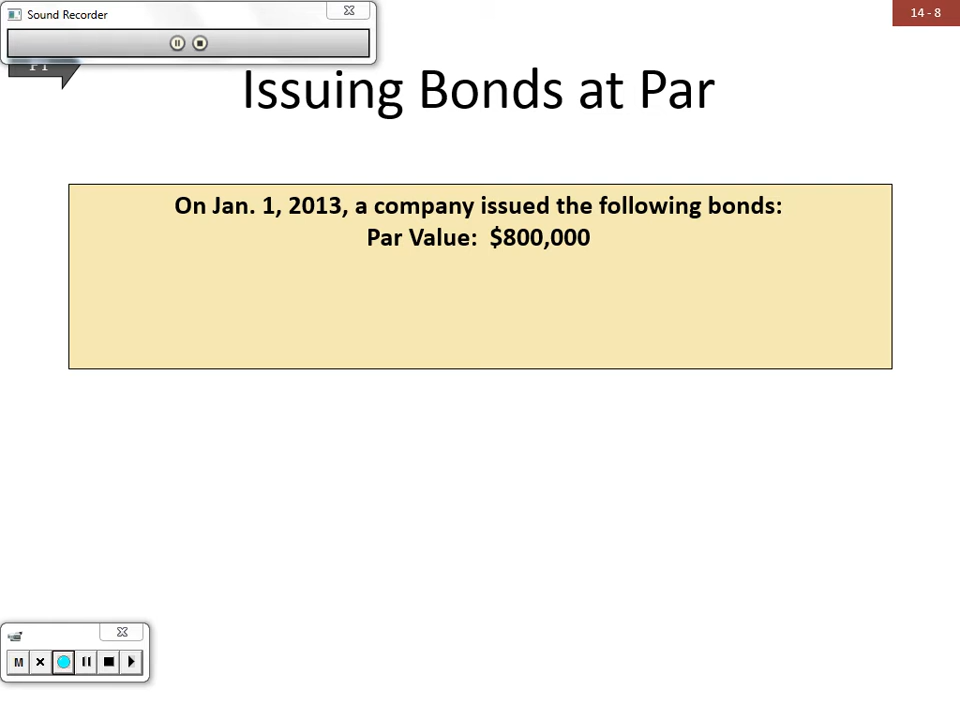 Sound Recorder
14 - 8
P1
Issuing Bonds at Par
On Jan. 1, 2013, a company issued the following bonds:
Par Value: $800,000
M